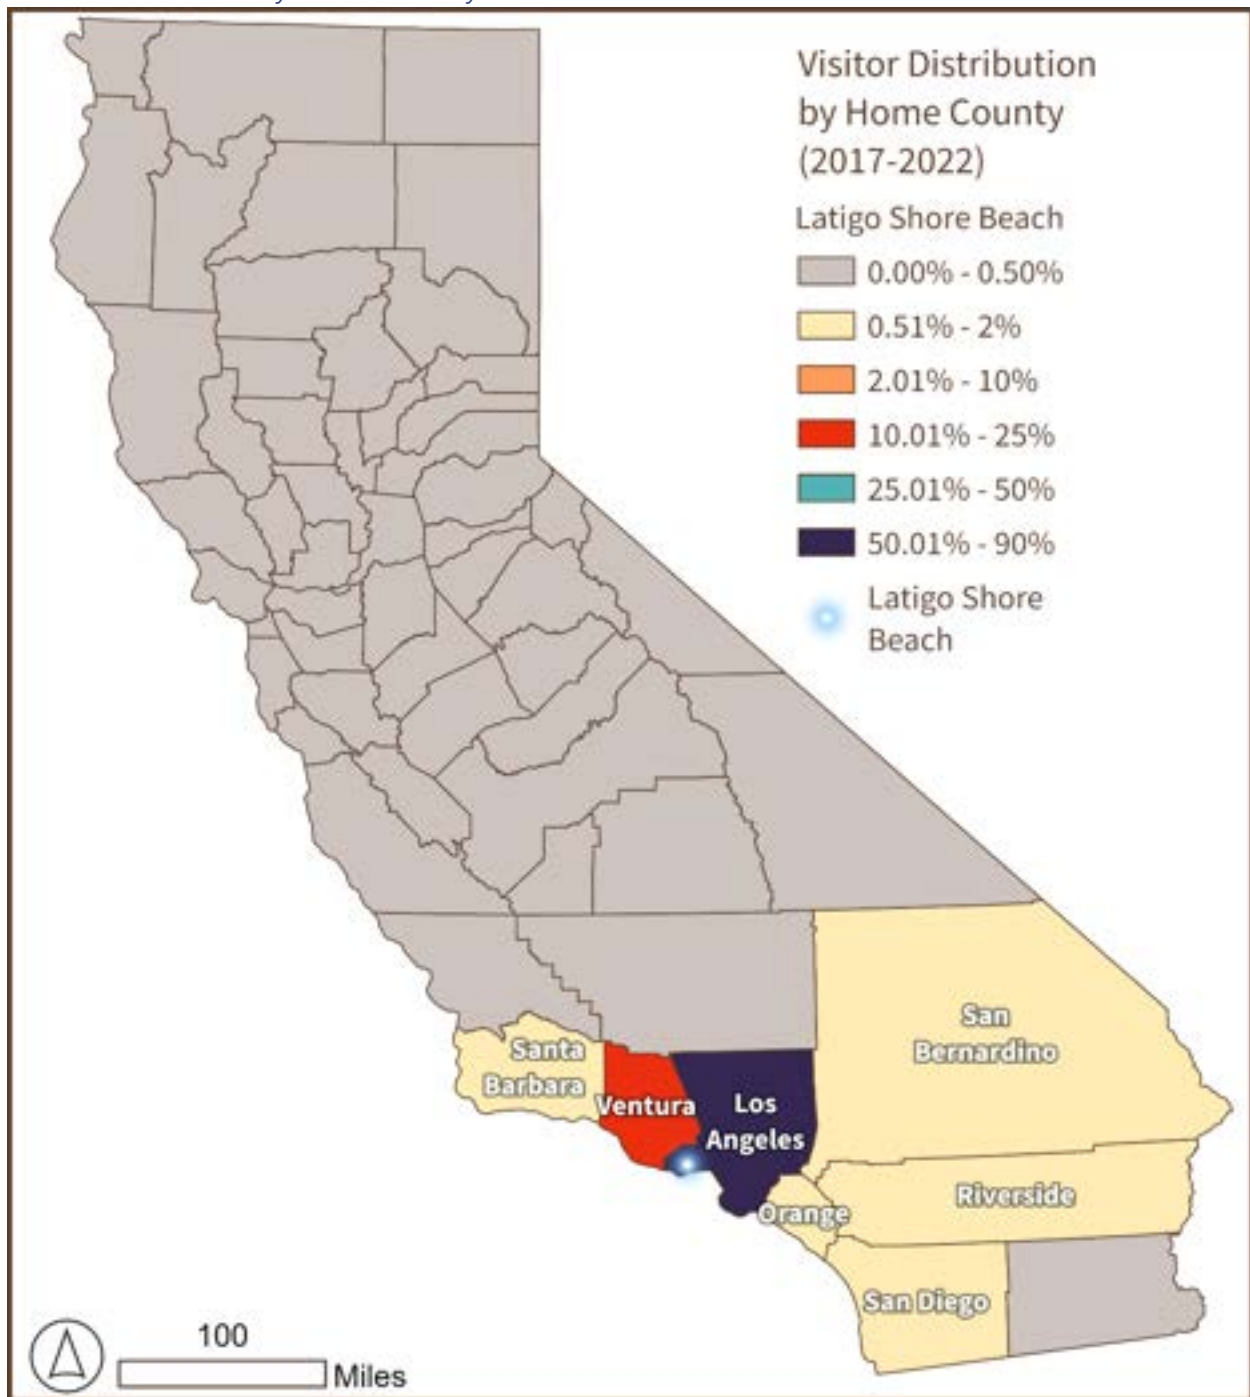 Visitor Distribution
by Home County
(2017-2022)
Latigo Shore Beach
0.00% - 0.50%
0.51% - 2%
2.01% - 10%
10.01% - 25%
25.01% - 50%
50.01% - 90%
Latigo Shore
Beach
San
Bernardino
Santa
Barbara
Ventura
Los
Angeles
Riverside
Orange
San Diego
100
Miles